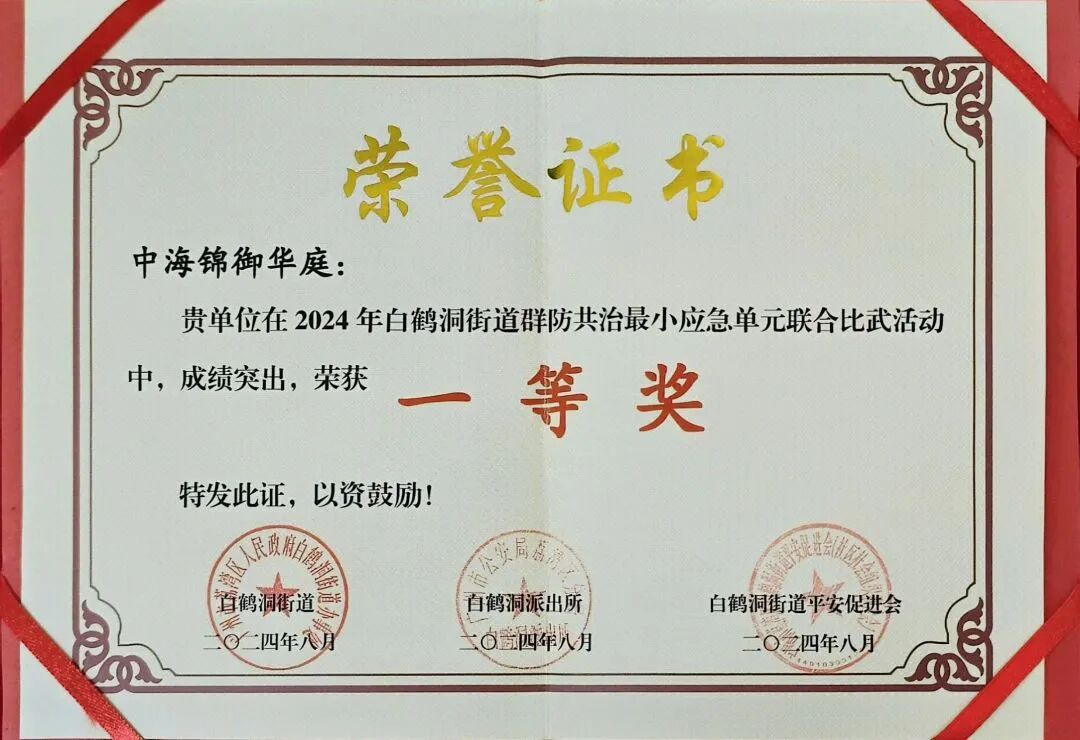 荣誉证书
中海锦御华庭：
贵单位在 2024 年白鹤洞街道群防共治最小应急单元联合比武活动
中，成绩突出，荣获 一等奖
特发此证，以资鼓励！
白鹤洞街道 白鹤洞派出所 白鹤洞街道平安促进会
二〇二四年八月 二〇二四年八月 二〇二四年八月